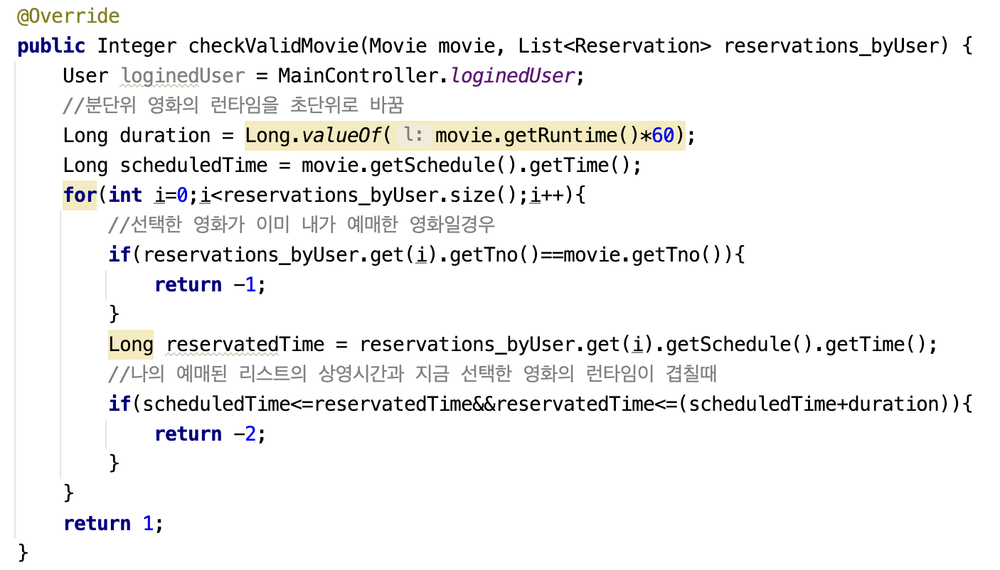 @Override
public Integer checkValidMovie(Movie movie, List<Reservation> reservations_byUser) {
User loginedUser = MainController.loginedUser;
//분단위 영화의 런타임을 초단위로 바꿈
Long duration = Long.valueOf( l: movie.getRuntime()*60);
Long scheduledTime = movie.getSchedule().getTime();
for(int i=0;i<reservations_byUser.size();i++){
//선택한 영화가 이미 내가 예매한 영화일경우
if(reservations_byUser.get(i).getTno()==movie.getTno()){
return -1;
}
Long reservatedTime = reservations_byUser.get(i).getSchedule().getTime();
//나의 예매된 리스트의 상영시간과 지금 선택한 영화의 런타임이 겹칠때
if(scheduledTime<=reservatedTime&&reservatedTime<=(scheduledTime+duration)){
return -2;
}
}
return 1;
}